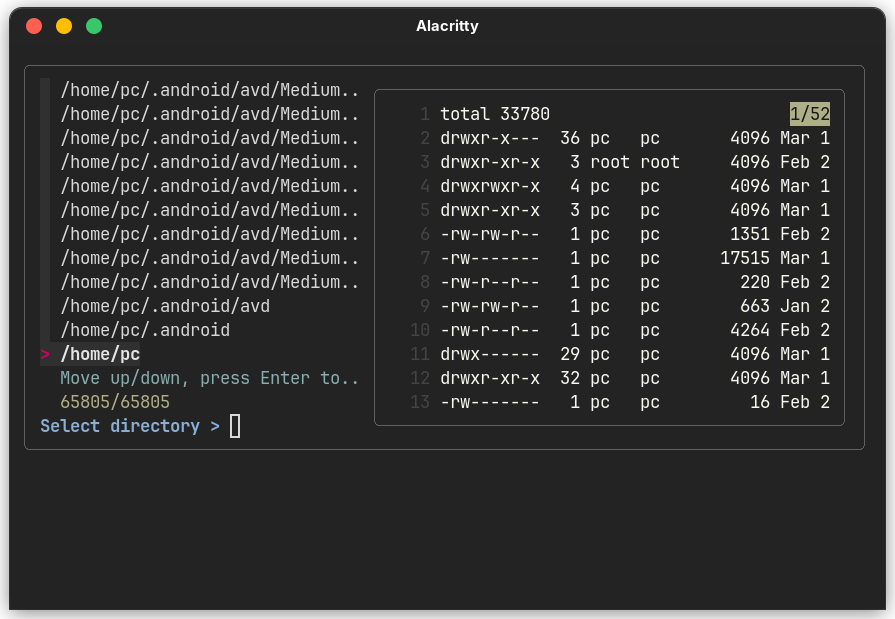 Alacritty
/home/pc/.android/avd/Medium..
/home/pc/.android/avd/Medium..
/home/pc/.android/avd/Medium..
/home/pc/.android/avd/Medium..
/home/pc/.android/avd/Medium..
/home/pc/.android/avd/Medium..
/home/pc/.android/avd/Medium..
/home/pc/.android/avd/Medium..
/home/pc/.android/avd/Medium..
/home/pc/.android/avd
/home/pc/.android
> /home/pc
Move up/down, press Enter to..
65805/65805
Select directory >
1 total 33780 1/52
2 drwxr-x--- 36 pc pc 4096 Mar 1
3 drwxr-xr-x 3 root root 4096 Feb 2
4 drwxrwxr-x 4 pc pc 4096 Mar 1
5 drwxr-xr-x 3 pc pc 4096 Mar 1
6 -rw-rw-r-- 1 pc pc 1351 Feb 2
7 -rw------- 1 pc pc 17515 Mar 1
8 -rw-r--r-- 1 pc pc 220 Feb 2
9 -rw-rw-r-- 1 pc pc 663 Jan 2
10 -rw-r--r-- 1 pc pc 4264 Feb 2
11 drwx------ 29 pc pc 4096 Mar 1
12 drwxr-xr-x 32 pc pc 4096 Mar 1
13 -rw------- 1 pc pc 16 Feb 2